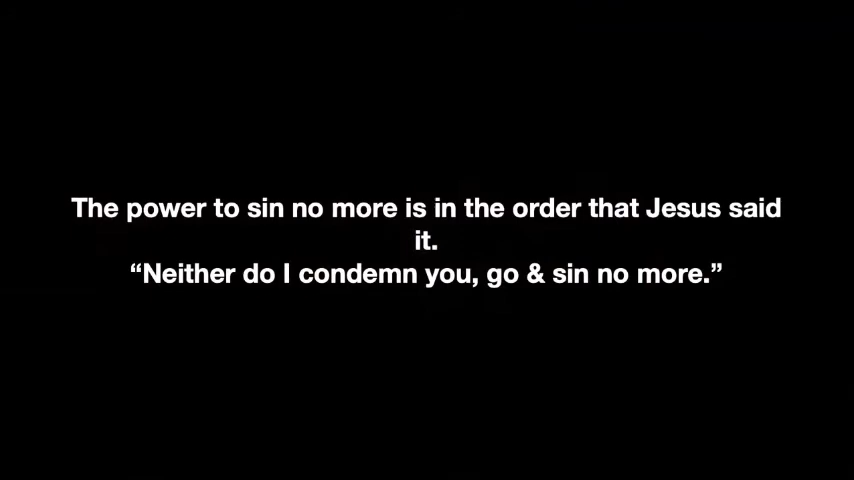 The power to sin no more is in the order that Jesus said
it.
“Neither do I condemn you, go & sin no more.”